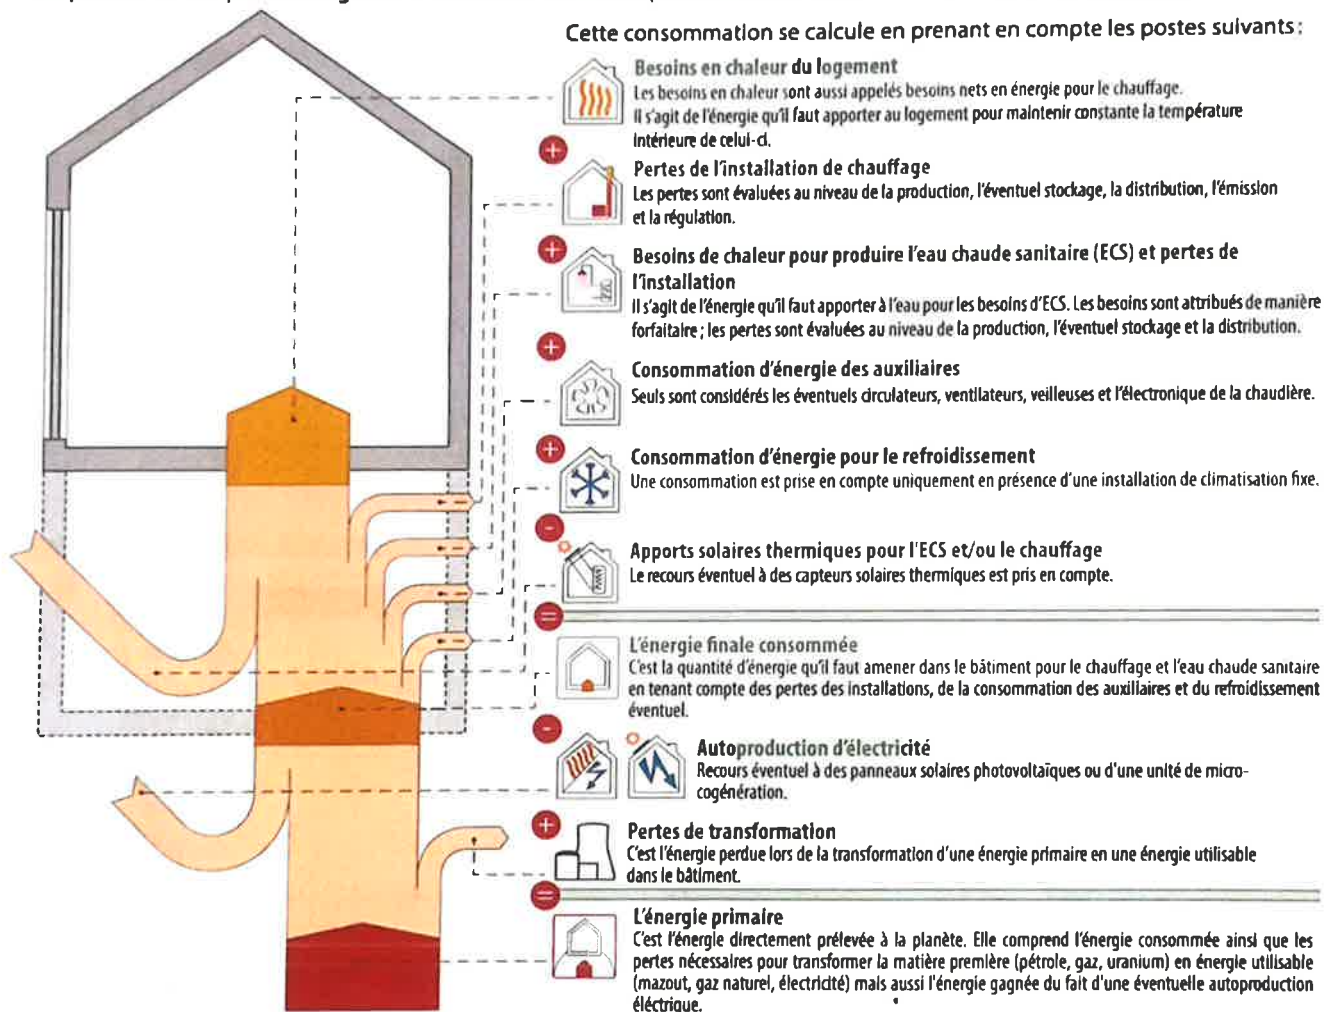 Cette consommation se calcule en prenant en compte les postes suivants :
Besoins en chaleur du logement
Les besoins en chaleur sont aussi appelés besoins nets en énergie pour le chauffage.
Il s'agit de l'énergie qu'il faut apporter au logement pour maintenir constante la température
intérieure de celui-ci.
+
Pertes de l'installation de chauffage
Les pertes sont évaluées au niveau de la production, l'éventuel stockage, la distribution, l'émission
et la régulation.
+
Besoins de chaleur pour produire l'eau chaude sanitaire (ECS) et pertes de
l'installation
Il s'agit de l'énergie qu'il faut apporter à l'eau pour les besoins d'ECS. Les besoins sont attribués de manière
forfaitaire ; les pertes sont évaluées au niveau de la production, l'éventuel stockage et la distribution.
+
Consommation d'énergie des auxiliaires
Seuls sont considérés les éventuels circulateurs, ventilateurs, veilleuses et l'électronique de la chaudière.
+
Consommation d'énergie pour le refroidissement
Une consommation est prise en compte uniquement en présence d'une installation de climatisation fixe.
-
Apports solaires thermiques pour l'ECS et/ou le chauffage
Le recours éventuel à des capteurs solaires thermiques est pris en compte.
=
L'énergie finale consommée
C'est la quantité d'énergie qu'il faut amener dans le bâtiment pour le chauffage et l'eau chaude sanitaire
en tenant compte des pertes des installations, de la consommation des auxiliaires et du refroidissement
éventuel.
-
Autoproduction d'électricité
Recours éventuel à des panneaux solaires photovoltaïques ou d'une unité de micro-
cogénération.
+
Pertes de transformation
C'est l'énergie perdue lors de la transformation d'une énergie primaire en une énergie utilisable
dans le bâtiment.
=
L'énergie primaire
C'est l'énergie directement prélevée à la planète. Elle comprend l'énergie consommée ainsi que les
pertes nécessaires pour transformer la matière première (pétrole, gaz, uranium) en énergie utilisable
(mazout, gaz naturel, électricité) mais aussi l'énergie gagnée du fait d'une éventuelle autoproduction
éléctrique.